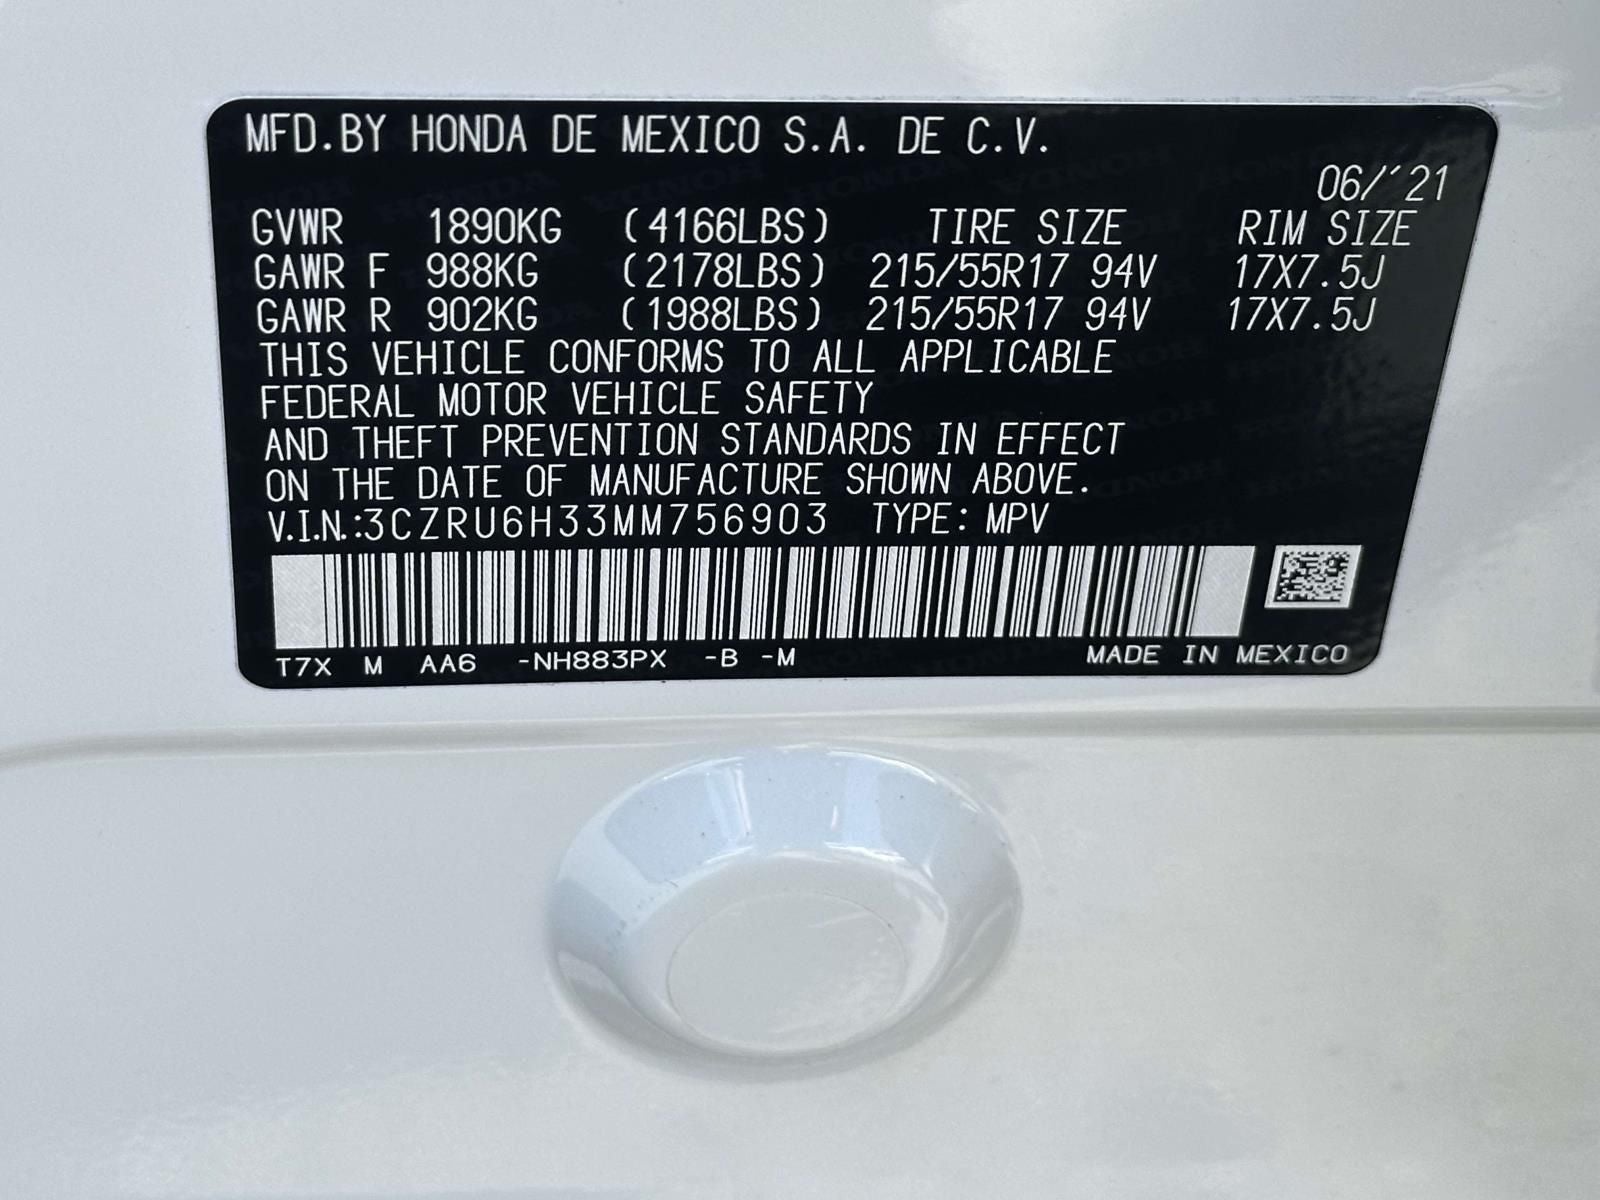 MFD.BY HONDA DE MEXICO S.A. DE C.V.
06/'21
GVWR 1890KG (4166LBS) TIRE SIZE RIM SIZE
GAWR F 988KG (2178LBS) 215/55R17 94V 17X7.5J
GAWR R 902KG (1988LBS) 215/55R17 94V 17X7.5J
THIS VEHICLE CONFORMS TO ALL APPLICABLE
FEDERAL MOTOR VEHICLE SAFETY
AND THEFT PREVENTION STANDARDS IN EFFECT
ON THE DATE OF MANUFACTURE SHOWN ABOVE.
V.I.N.:3CZRU6H33MM756903 TYPE: MPV
T7X M AA6 -NH883PX -B -M MADE IN MEXICO